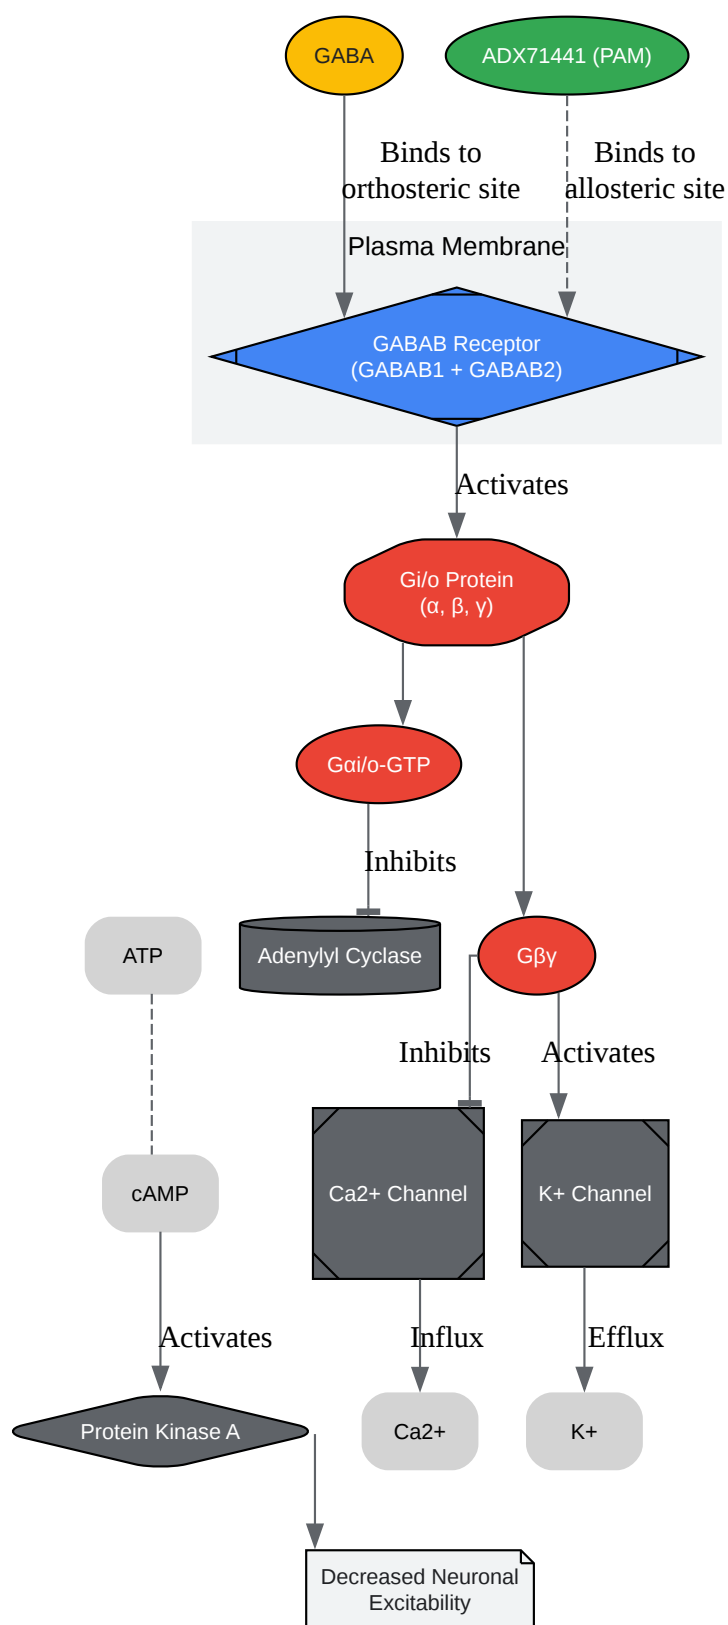 GABA
ADX71441 (PAM)
Binds to
orthosteric site
Binds to
allosteric site
Plasma Membrane
GABAB Receptor
(GABAB1 + GABAB2)
Activates
Gi/o Protein
(α, β, γ)
Gαi/o-GTP
Inhibits
ATP
Adenylyl Cyclase
Gβγ
Inhibits
Activates
cAMP
Ca2+ Channel
K+ Channel
Activates
Influx
Efflux
Protein Kinase A
Ca2+
K+
Decreased Neuronal
Excitability